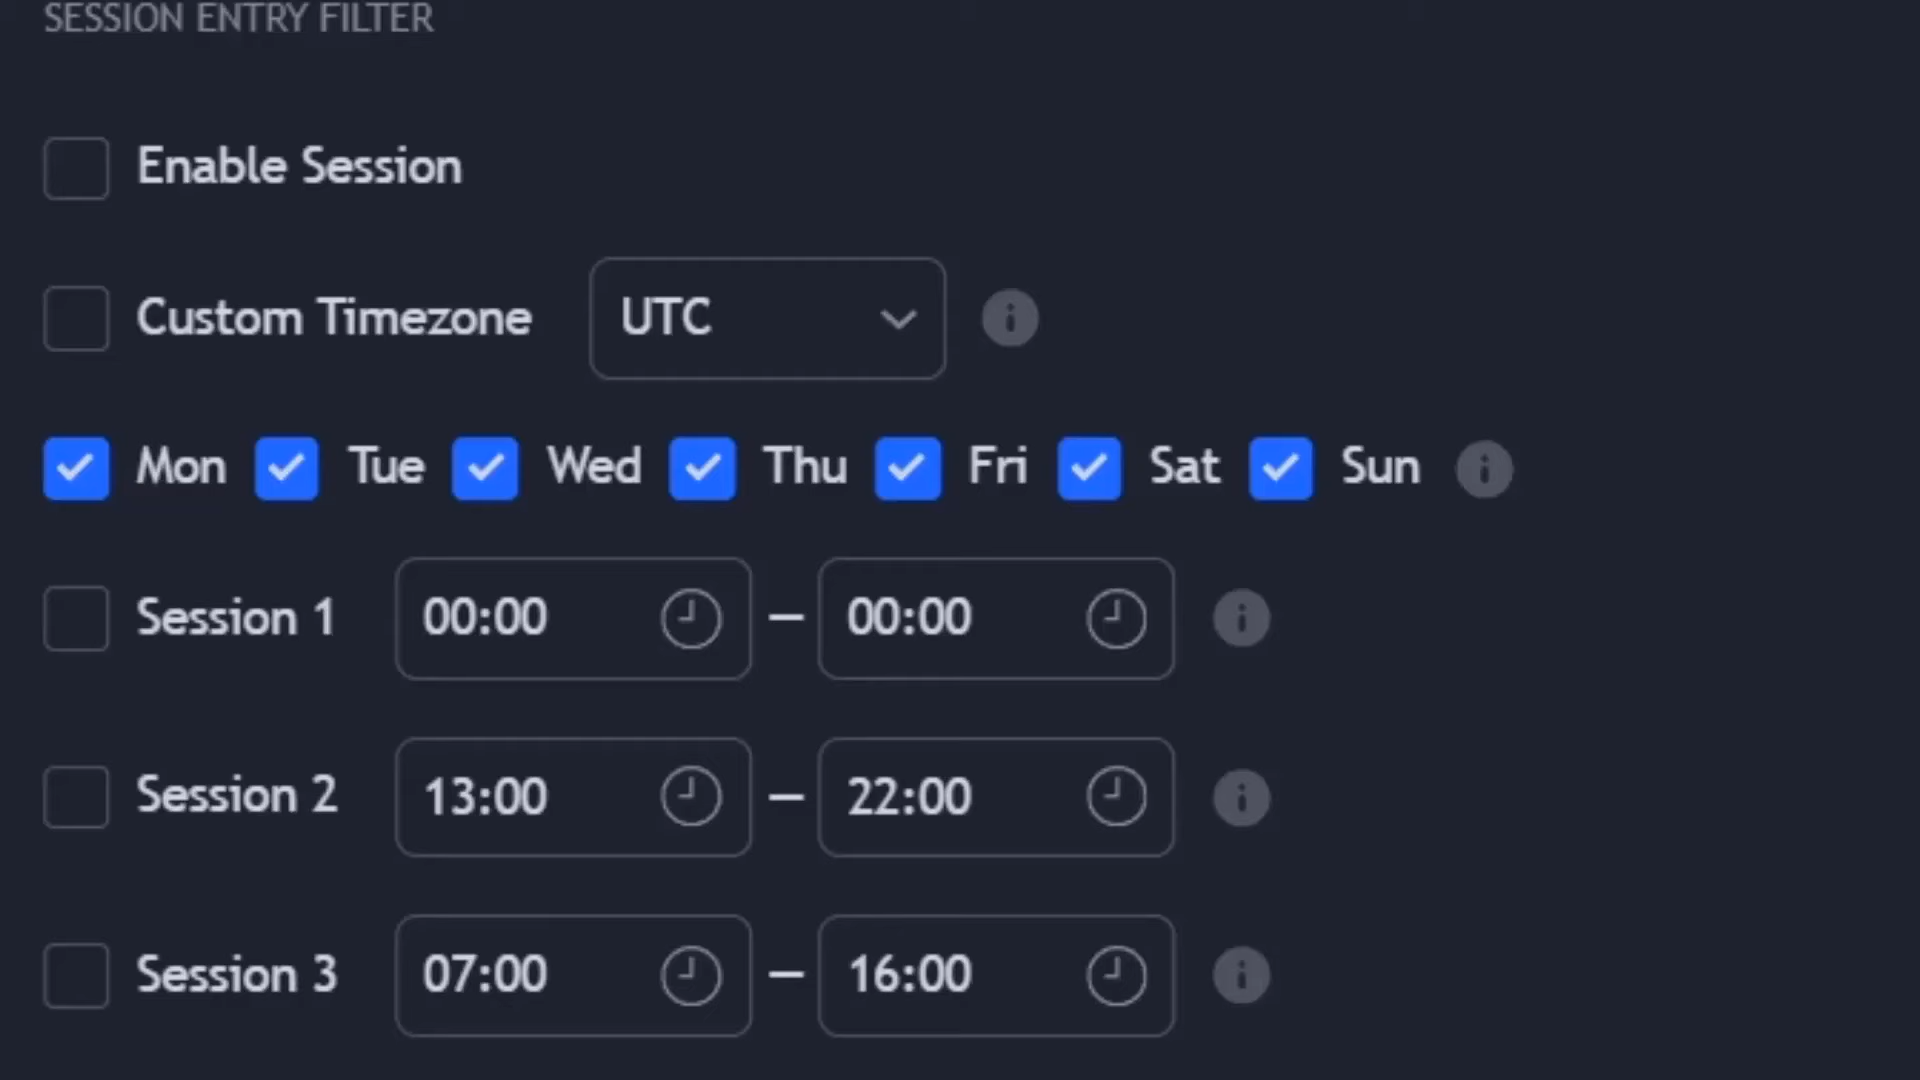 SESSION ENTRY FILTER
Enable Session
Custom Timezone UTC
Mon Tue Wed Thu Fri Sat Sun
Session 1 00:00 — 00:00
Session 2 13:00 — 22:00
Session 3 07:00 — 16:00